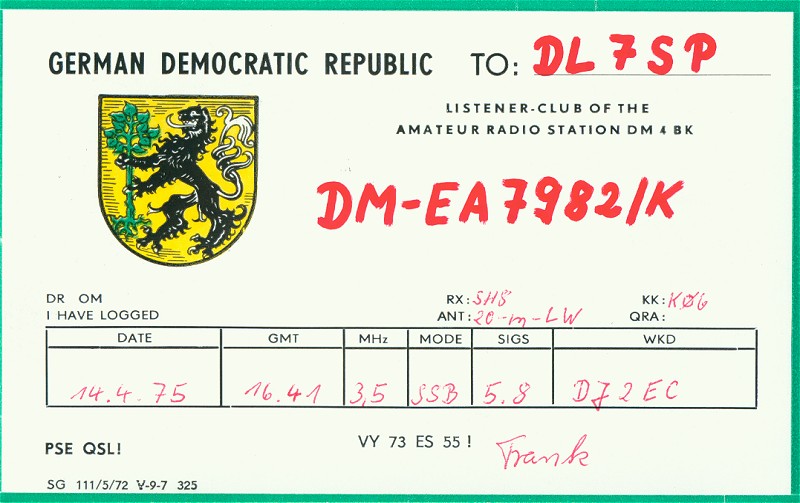 GERMAN DEMOCRATIC REPUBLIC TO: DL7SP
LISTENER-CLUB OF THE
AMATEUR RADIO STATION DM 4 BK
DM-EA7982/K
DR OM
I HAVE LOGGED
RX: SH8 KK: KØ6
ANT: 20-m-LW QRA:
DATE GMT MHz MODE SIGS WKD
14.4.75 16.41 3,5 SSB 5.8 DJ2EC
PSE QSL! VY 73 ES 55! Frank
SG 111/5/72 V-9-7 325